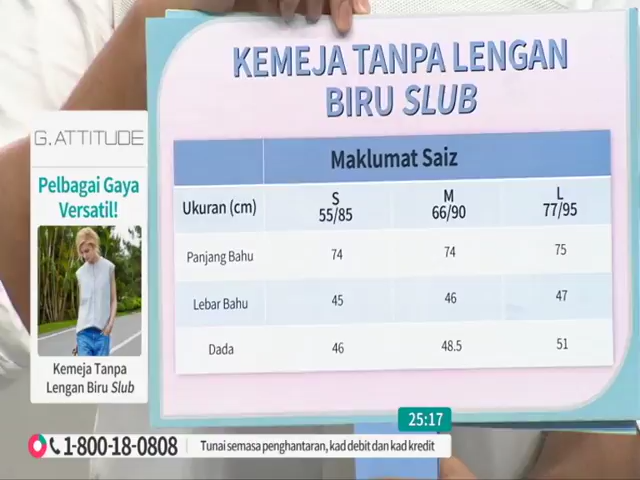 KEMEJA TANPA LENGAN
BIRU SLUB
Maklumat Saiz
Ukuran (cm) S 55/85 M 66/90 L 77/95
Panjang Bahu 74 74 75
Lebar Bahu 45 46 47
Dada 46 48.5 51
G.ATTITUDE
Pelbagai Gaya
Versatil!
Kemeja Tanpa
Lengan Biru Slub
25:17
1-800-18-0808 Tunai semasa penghantaran, kad debit dan kad kredit